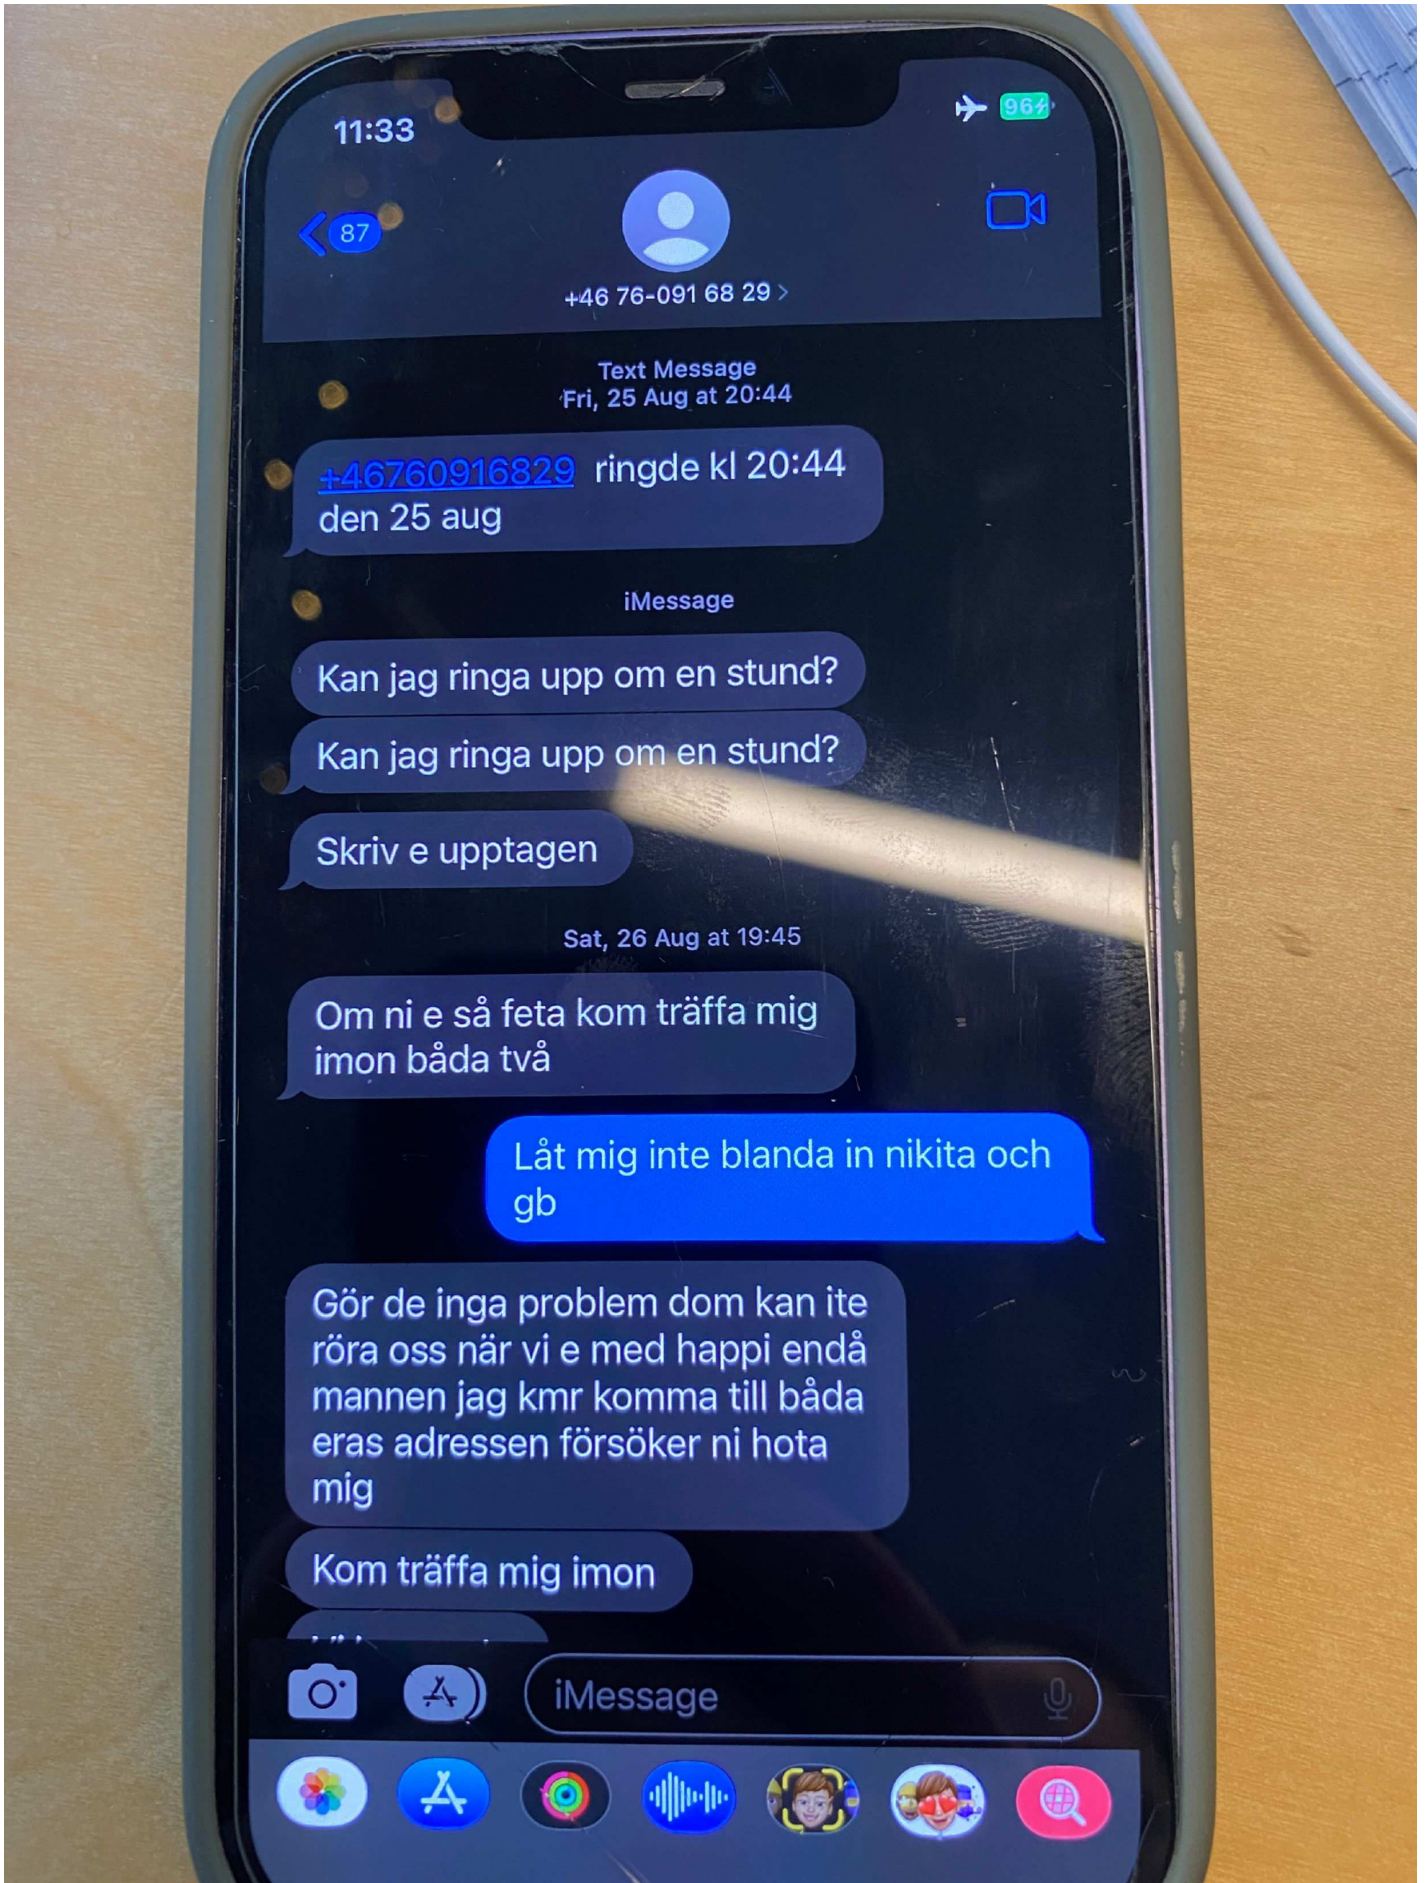 11:33
96
87
+46 76-091 68 29 >
Text Message
Fri, 25 Aug at 20:44
+46760916829 ringde kl 20:44
den 25 aug
iMessage
Kan jag ringa upp om en stund?
Kan jag ringa upp om en stund?
Skriv e upptagen
Sat, 26 Aug at 19:45
Om ni e så feta kom träffa mig
imon båda två
Låt mig inte blanda in nikita och
gb
Gör de inga problem dom kan ite
röra oss när vi e med happi endå
mannen jag kmr komma till båda
eras adressen försöker ni hota
mig
Kom träffa mig imon
iMessage